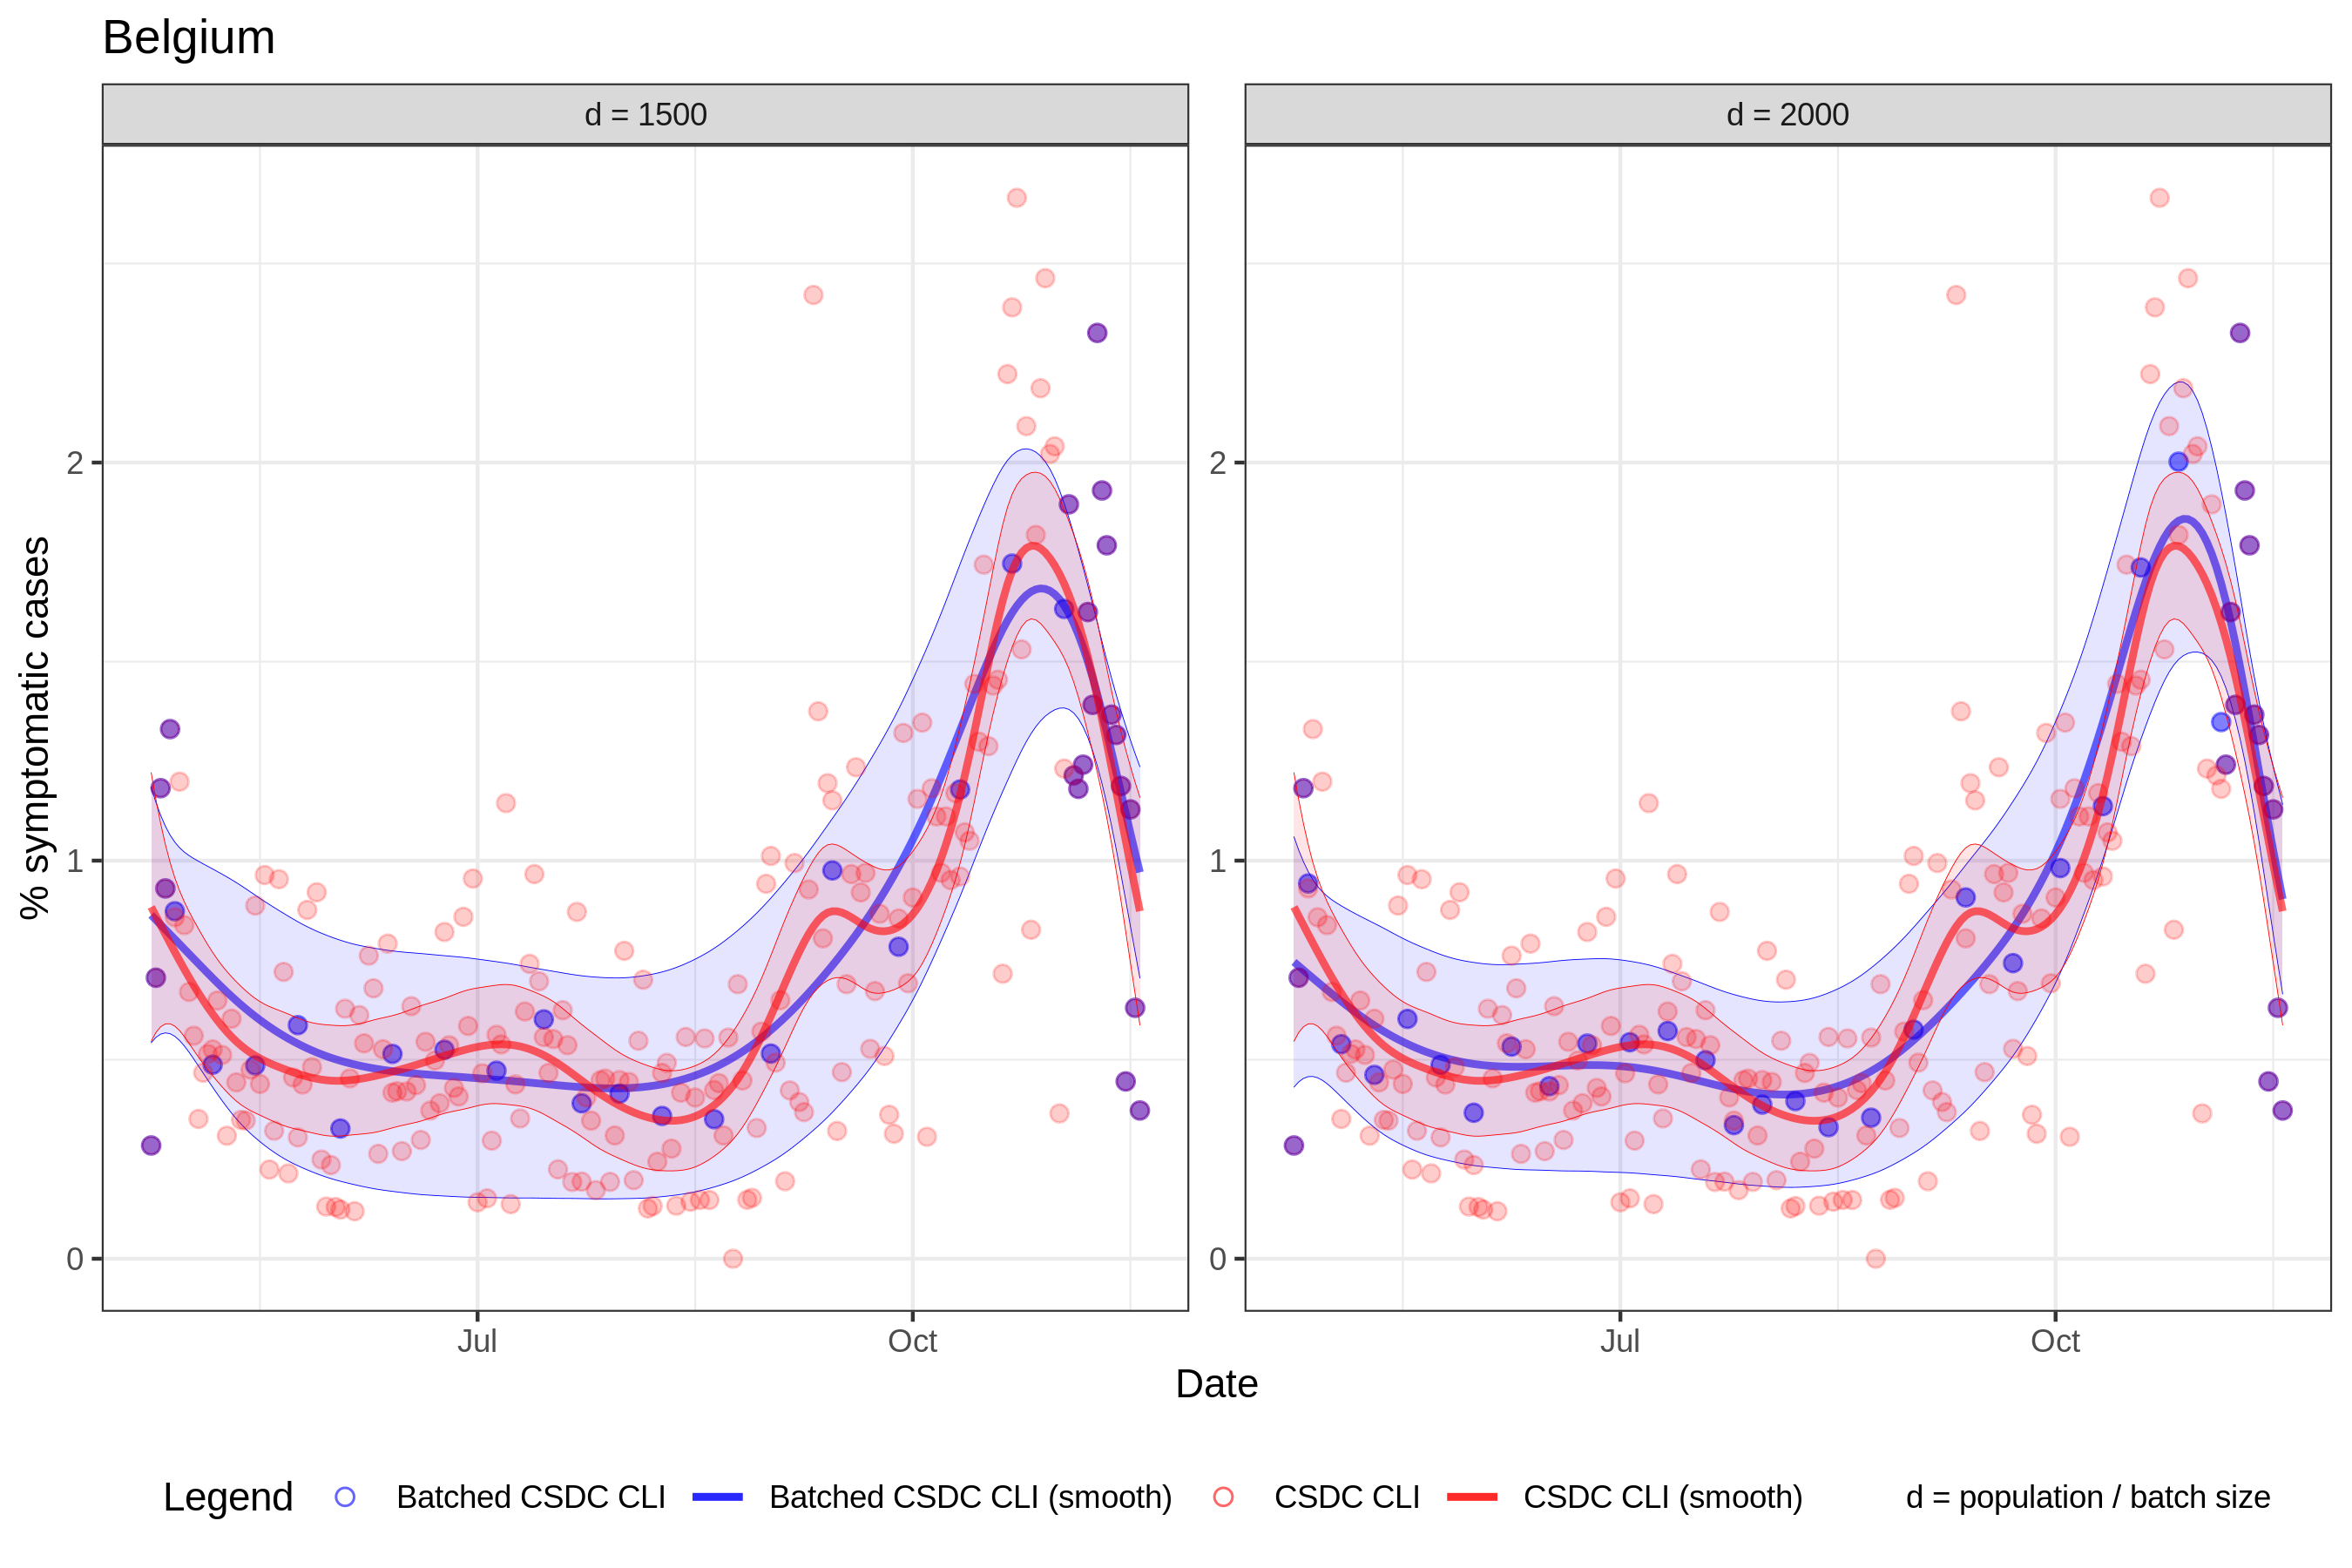 Belgium
d = 1500
d = 2000
% symptomatic cases
2
1
0
2
1
0
Jul
Oct
Jul
Oct
Date
Legend
Batched CSDC CLI
Batched CSDC CLI (smooth)
CSDC CLI
CSDC CLI (smooth)
d = population / batch size